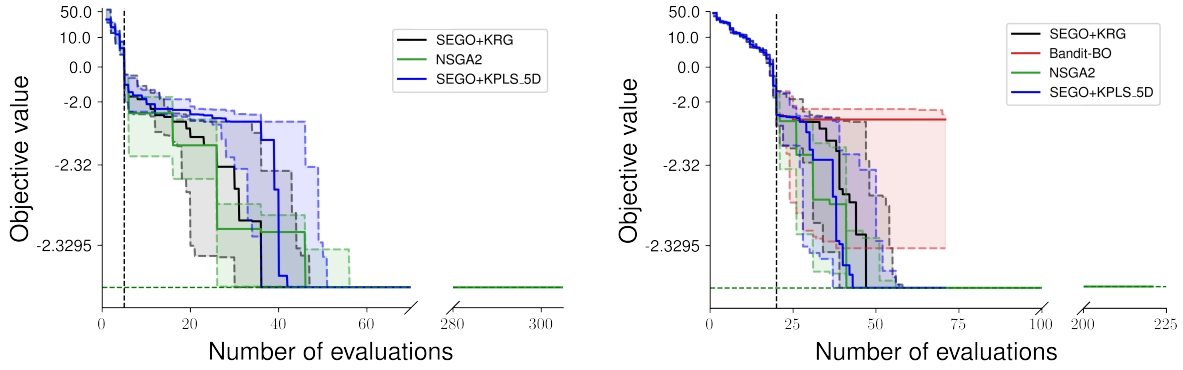 50.0
10.0
0.0
-2.0
-2.32
-2.3295
Objective value
SEGO+KRG
NSGA2
SEGO+KPLS_5D
0
20
40
60
280
300
Number of evaluations
50.0
10.0
0.0
-2.0
-2.32
-2.3295
Objective value
SEGO+KRG
Bandit-BO
NSGA2
SEGO+KPLS_5D
0
25
50
75
100
200
225
Number of evaluations